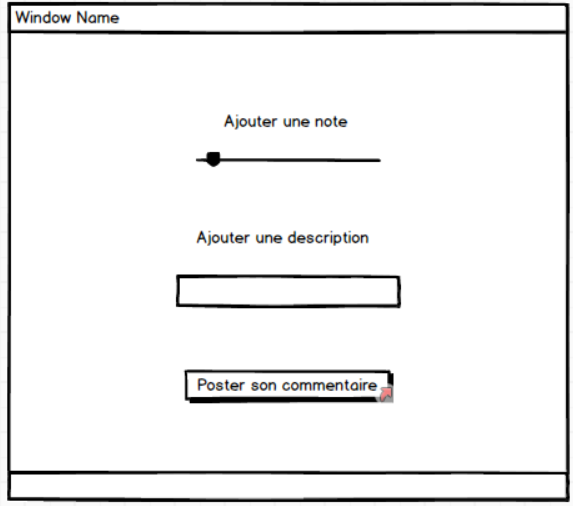 Window Name
Ajouter une note
Ajouter une description
Poster son commentaire